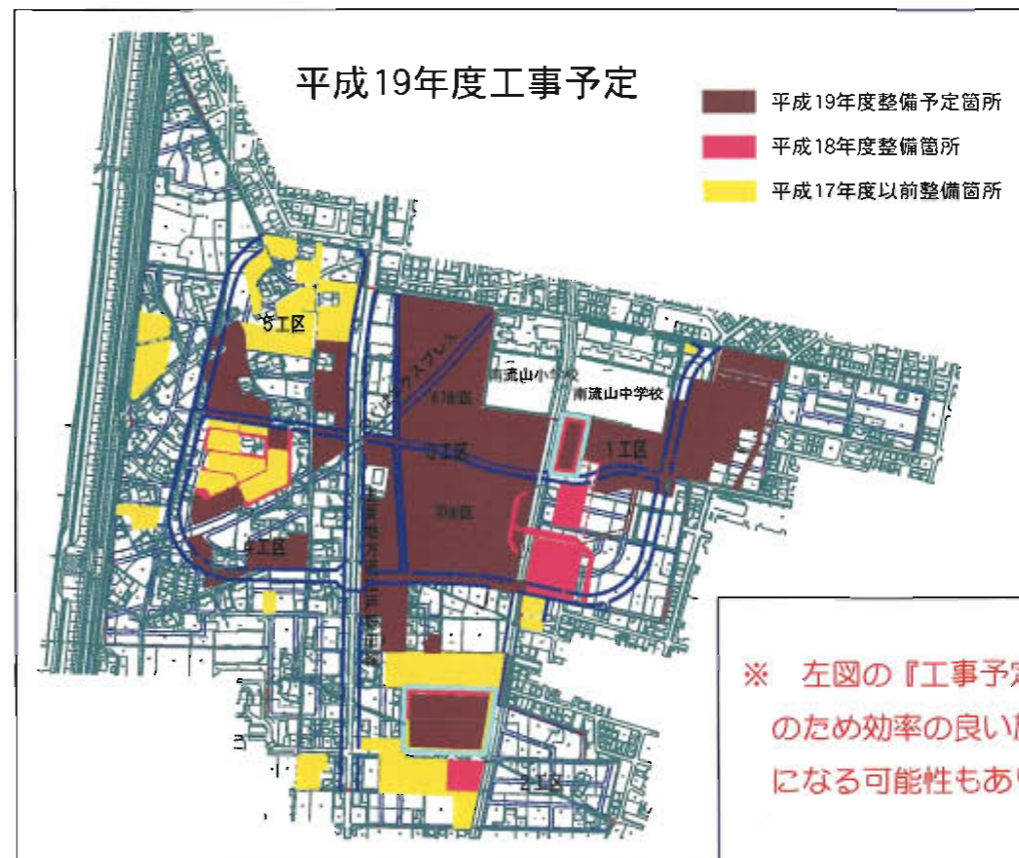 平成19年度工事予定
平成19年度整備予定箇所
平成18年度整備箇所
平成17年度以前整備箇所
5工区
南流山小学校
南流山中学校
1工区
4工区
2工区
※ 左図の『工事予定
のため効率の良い
になる可能性もあ